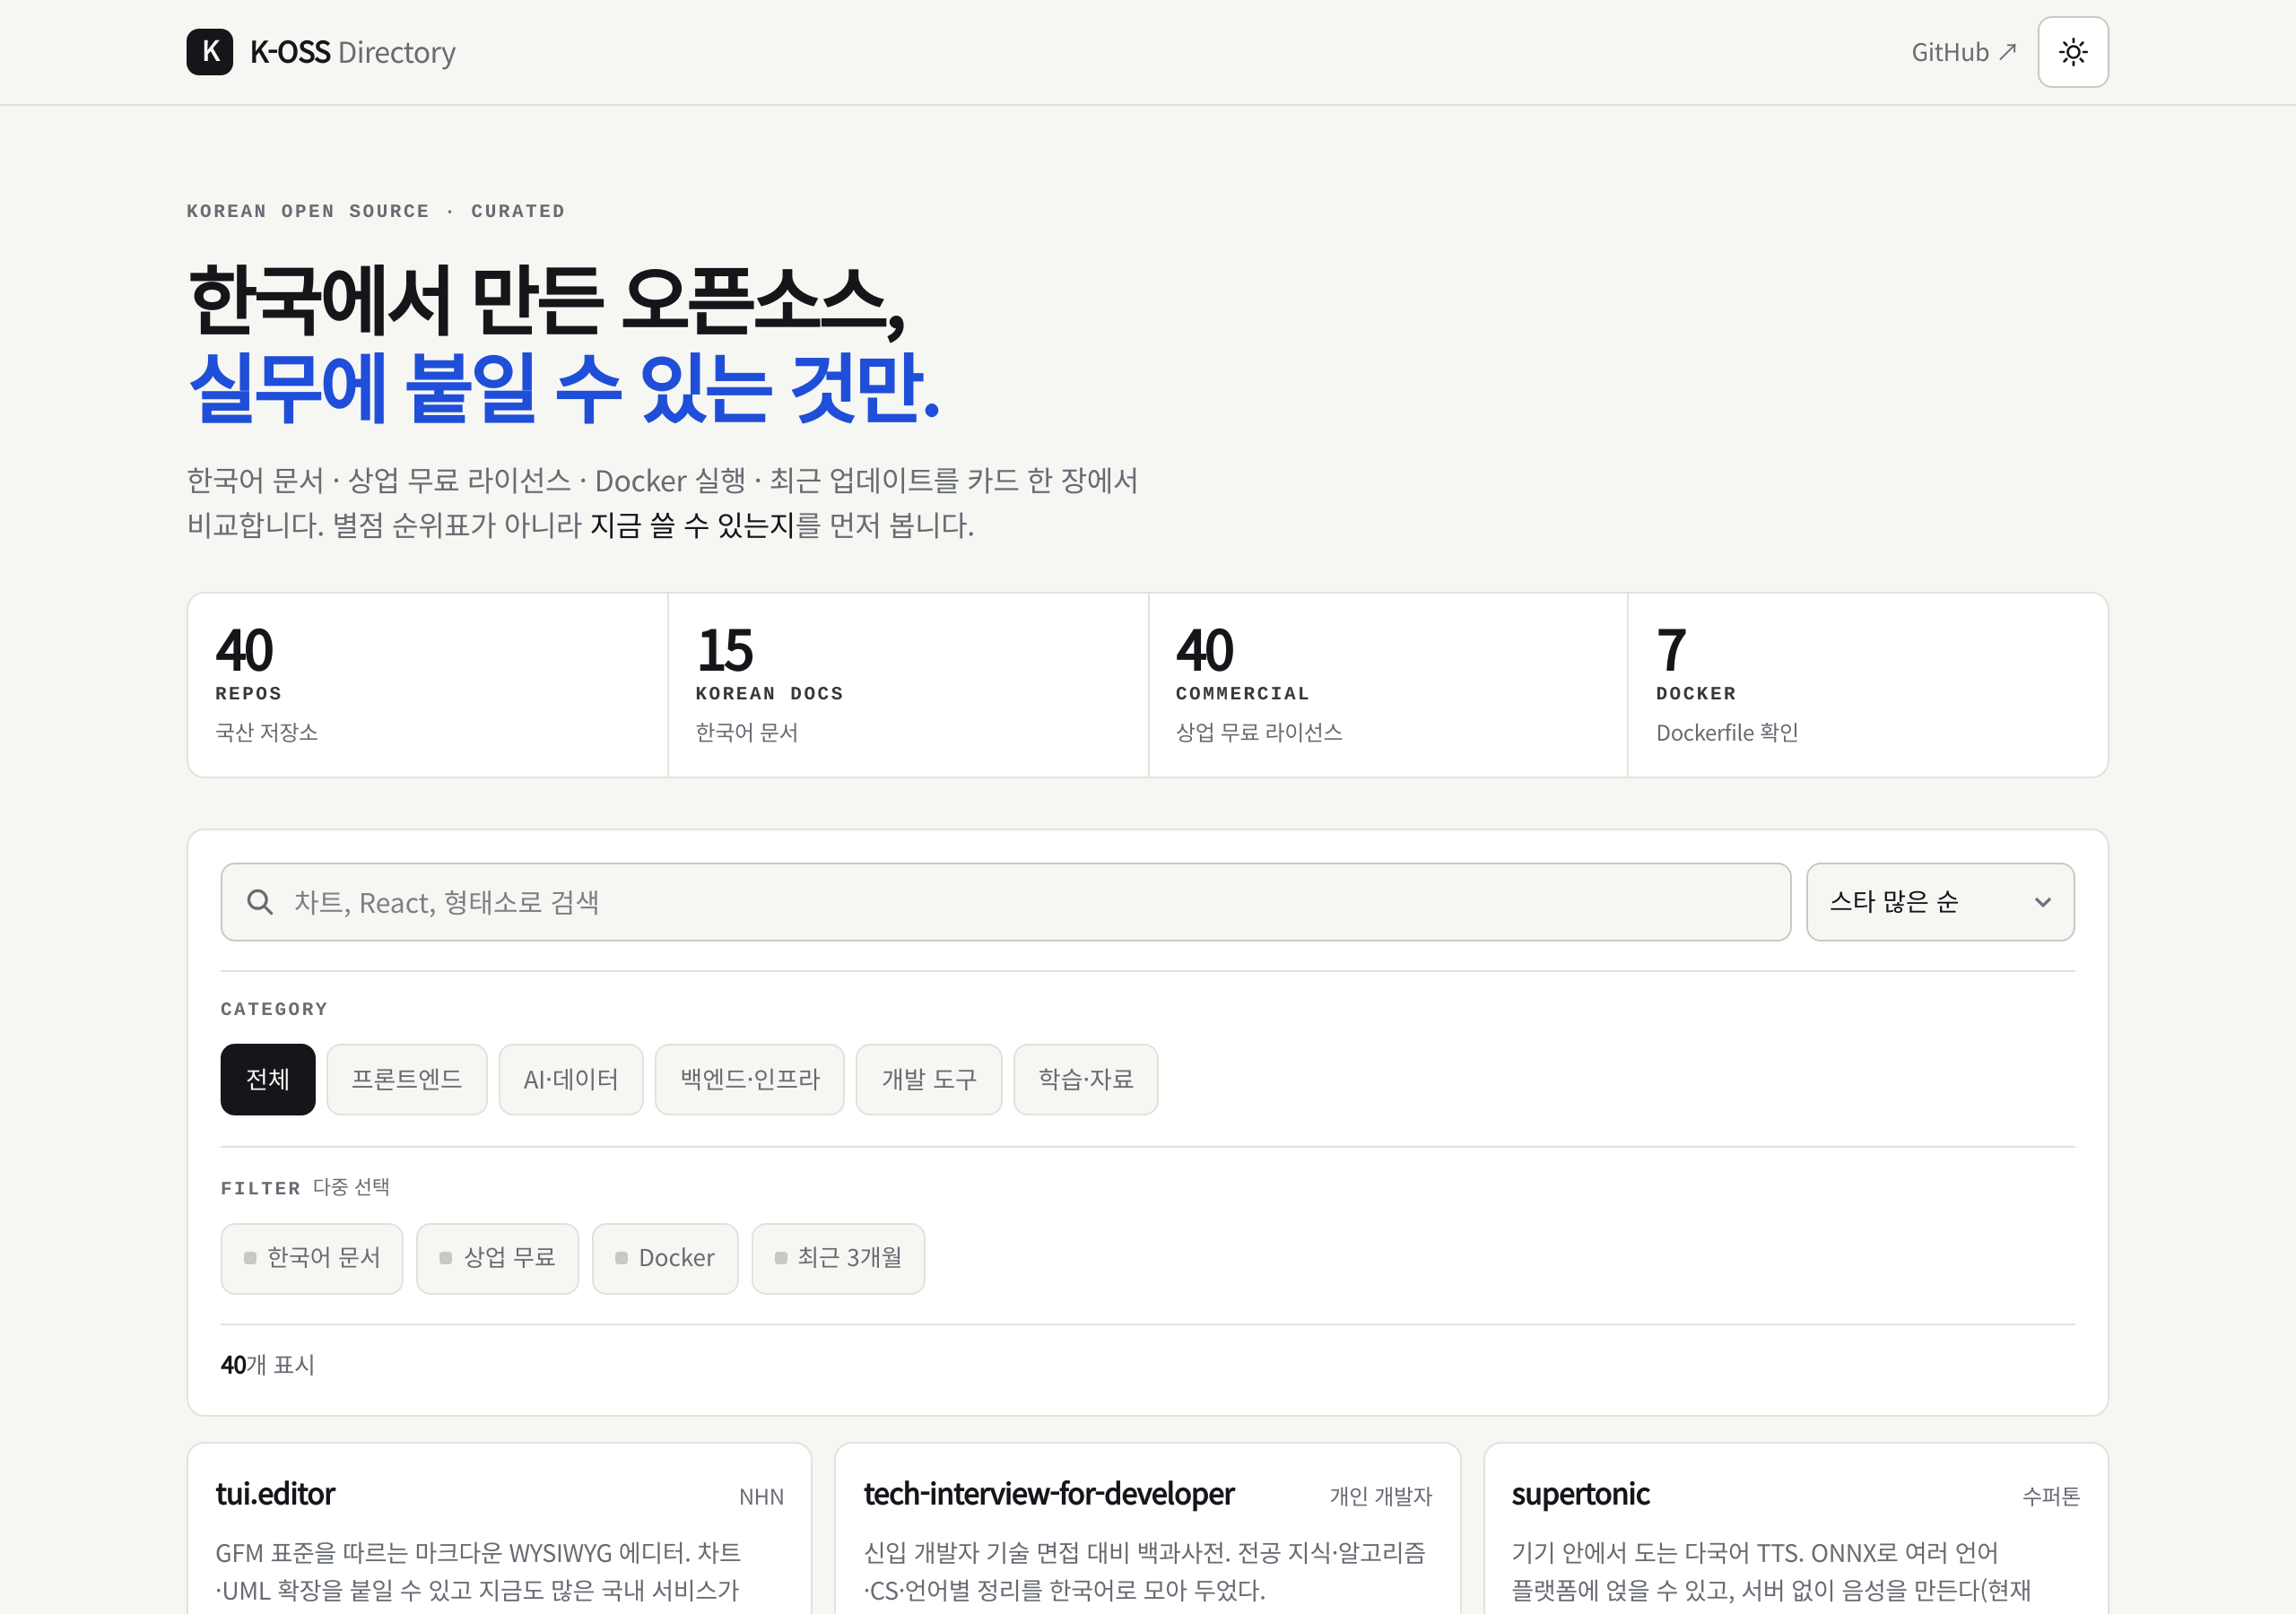 K K-OSS Directory
GitHub ↗
KOREAN OPEN SOURCE · CURATED
한국에서 만든 오픈소스,
실무에 붙일 수 있는 것만.
한국어 문서 · 상업 무료 라이선스 · Docker 실행 · 최근 업데이트를 카드 한 장에서
비교합니다. 별점 순위표가 아니라 지금 쓸 수 있는지를 먼저 봅니다.
40
REPOS
국산 저장소
15
KOREAN DOCS
한국어 문서
40
COMMERCIAL
상업 무료 라이선스
7
DOCKER
Dockerfile 확인
차트, React, 형태소로 검색
스타 많은 순
CATEGORY
전체 프론트엔드 AI·데이터 백엔드·인프라 개발 도구 학습·자료
FILTER 다중 선택
한국어 문서 상업 무료 Docker 최근 3개월
40개 표시
tui.editor NHN
GFM 표준을 따르는 마크다운 WYSIWYG 에디터. 차트
·UML 확장을 붙일 수 있고 지금도 많은 국내 서비스가
tech-interview-for-developer 개인 개발자
신입 개발자 기술 면접 대비 백과사전. 전공 지식·알고리즘
·CS·언어별 정리를 한국어로 모아 두었다.
supertonic 수퍼톤
기기 안에서 도는 다국어 TTS. ONNX로 여러 언어
플랫폼에 얹을 수 있고, 서버 없이 음성을 만든다(현재